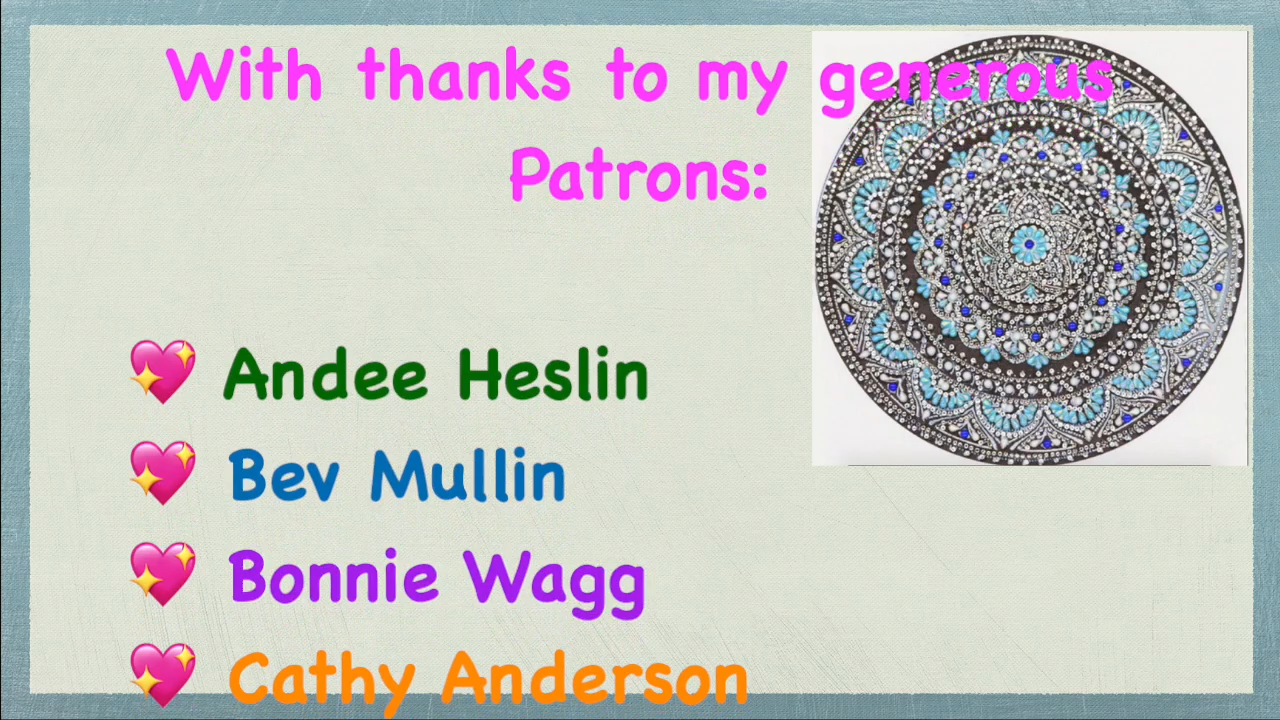 With thanks to my generous
Patrons:
💖 Andee Heslin
💖 Bev Mullin
💖 Bonnie Wagg
💖 Cathy Anderson